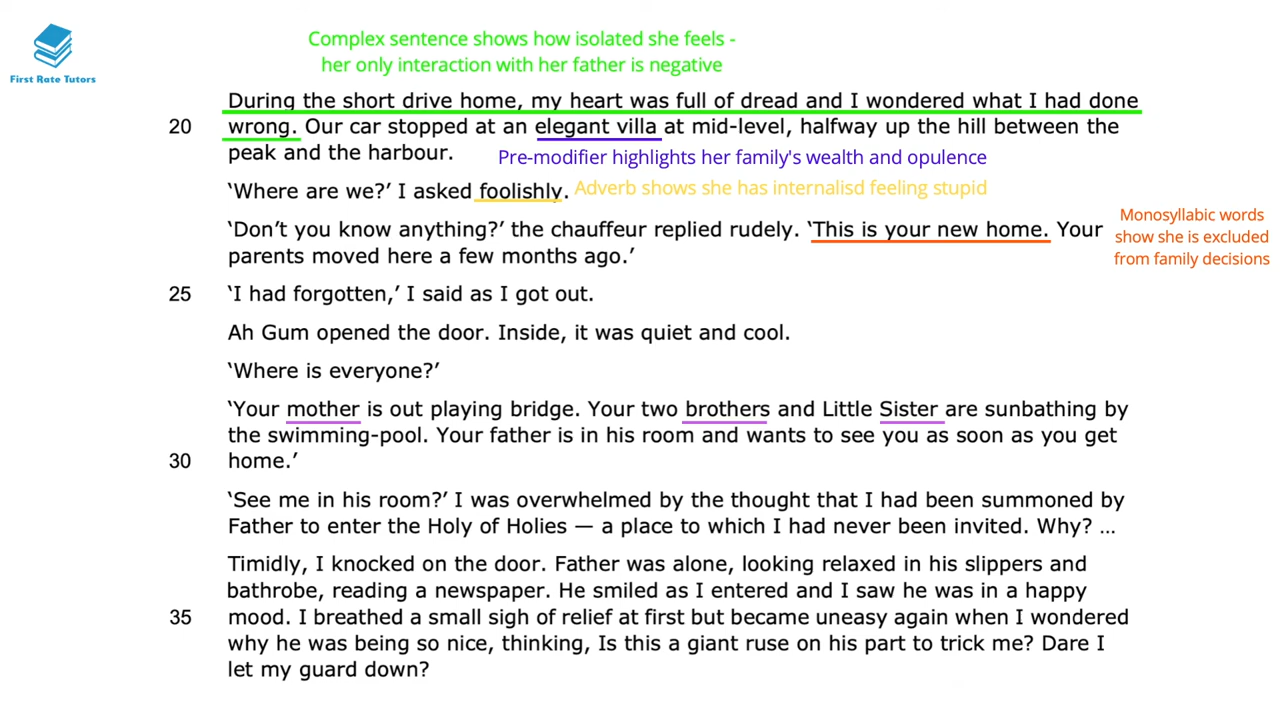 First Rate Tutors
Complex sentence shows how isolated she feels -
her only interaction with her father is negative
During the short drive home, my heart was full of dread and I wondered what I had done
20 wrong. Our car stopped at an elegant villa at mid-level, halfway up the hill between the
peak and the harbour.
Pre-modifier highlights her family's wealth and opulence
‘Where are we?’ I asked foolishly.
Adverb shows she has internalisd feeling stupid
‘Don’t you know anything?’ the chauffeur replied rudely. ‘This is your new home. Your
parents moved here a few months ago.’
Monosyllabic words
show she is excluded
from family decisions
25 ‘I had forgotten,’ I said as I got out.
Ah Gum opened the door. Inside, it was quiet and cool.
‘Where is everyone?’
‘Your mother is out playing bridge. Your two brothers and Little Sister are sunbathing by
the swimming-pool. Your father is in his room and wants to see you as soon as you get
30 home.’
‘See me in his room?’ I was overwhelmed by the thought that I had been summoned by
Father to enter the Holy of Holies — a place to which I had never been invited. Why? ...
Timidly, I knocked on the door. Father was alone, looking relaxed in his slippers and
bathrobe, reading a newspaper. He smiled as I entered and I saw he was in a happy
35 mood. I breathed a small sigh of relief at first but became uneasy again when I wondered
why he was being so nice, thinking, Is this a giant ruse on his part to trick me? Dare I
let my guard down?